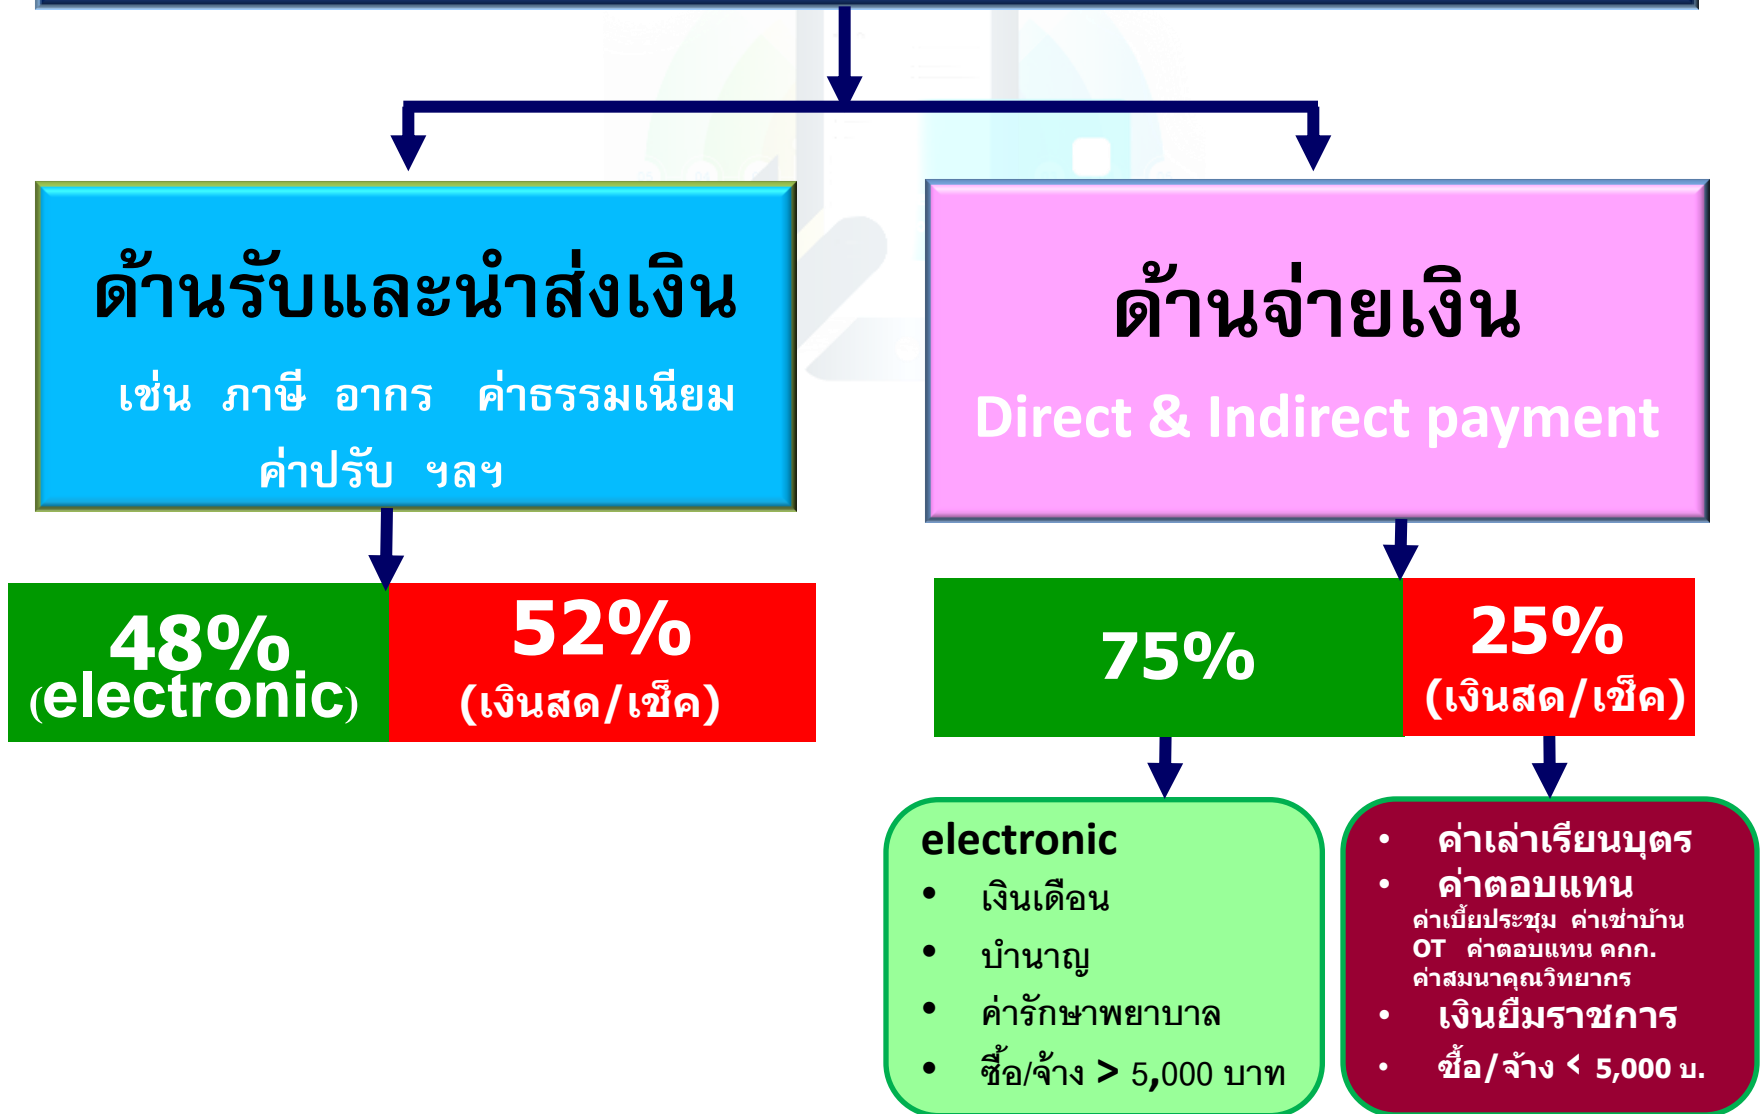 ด้านรับและนำส่งเงิน
เช่น ภาษี อากร ค่าธรรมเนียม
ค่าปรับ ฯลฯ
ด้านจ่ายเงิน
Direct & Indirect payment
48%
(electronic)
52%
(เงินสด/เช็ค)
75%
25%
(เงินสด/เช็ค)
electronic
• เงินเดือน
• บำนาญ
• ค่ารักษาพยาบาล
• ซื้อ/จ้าง > 5,000 บาท
• ค่าเล่าเรียนบุตร
• ค่าตอบแทน
ค่าเบี้ยประชุม ค่าเช่าบ้าน
OT ค่าตอบแทน คกก.
ค่าสมนาคุณวิทยากร
• เงินยืมราชการ
• ซื้อ/จ้าง < 5,000 บ.